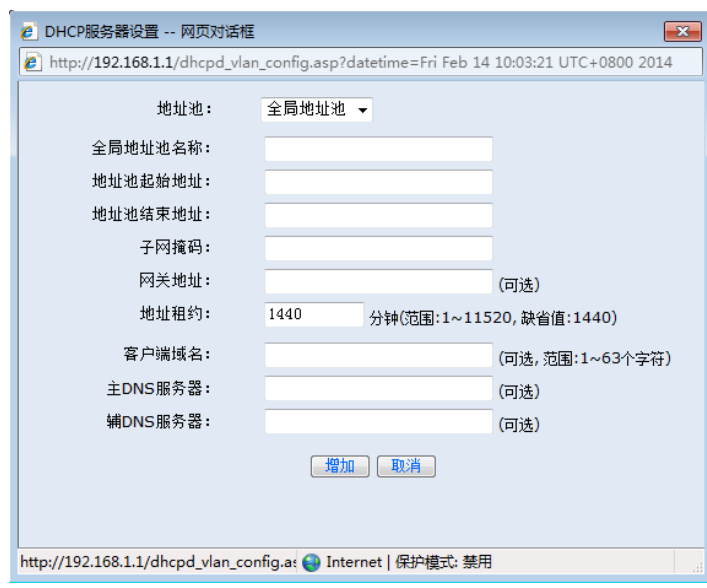 DHCP服务器设置 -- 网页对话框
http://192.168.1.1/dhcpd_vlan_config.asp?datetime=Fri Feb 14 10:03:21 UTC+0800 2014
地址池： 全局地址池
全局地址池名称：
地址池起始地址：
地址池结束地址：
子网掩码：
网关地址： (可选)
地址租约： 1440 分钟(范围:1~11520, 缺省值:1440)
客户端域名： (可选, 范围:1~63个字符)
主DNS服务器： (可选)
辅DNS服务器： (可选)
增加 取消
http://192.168.1.1/dhcpd_vlan_config.as Internet | 保护模式: 禁用